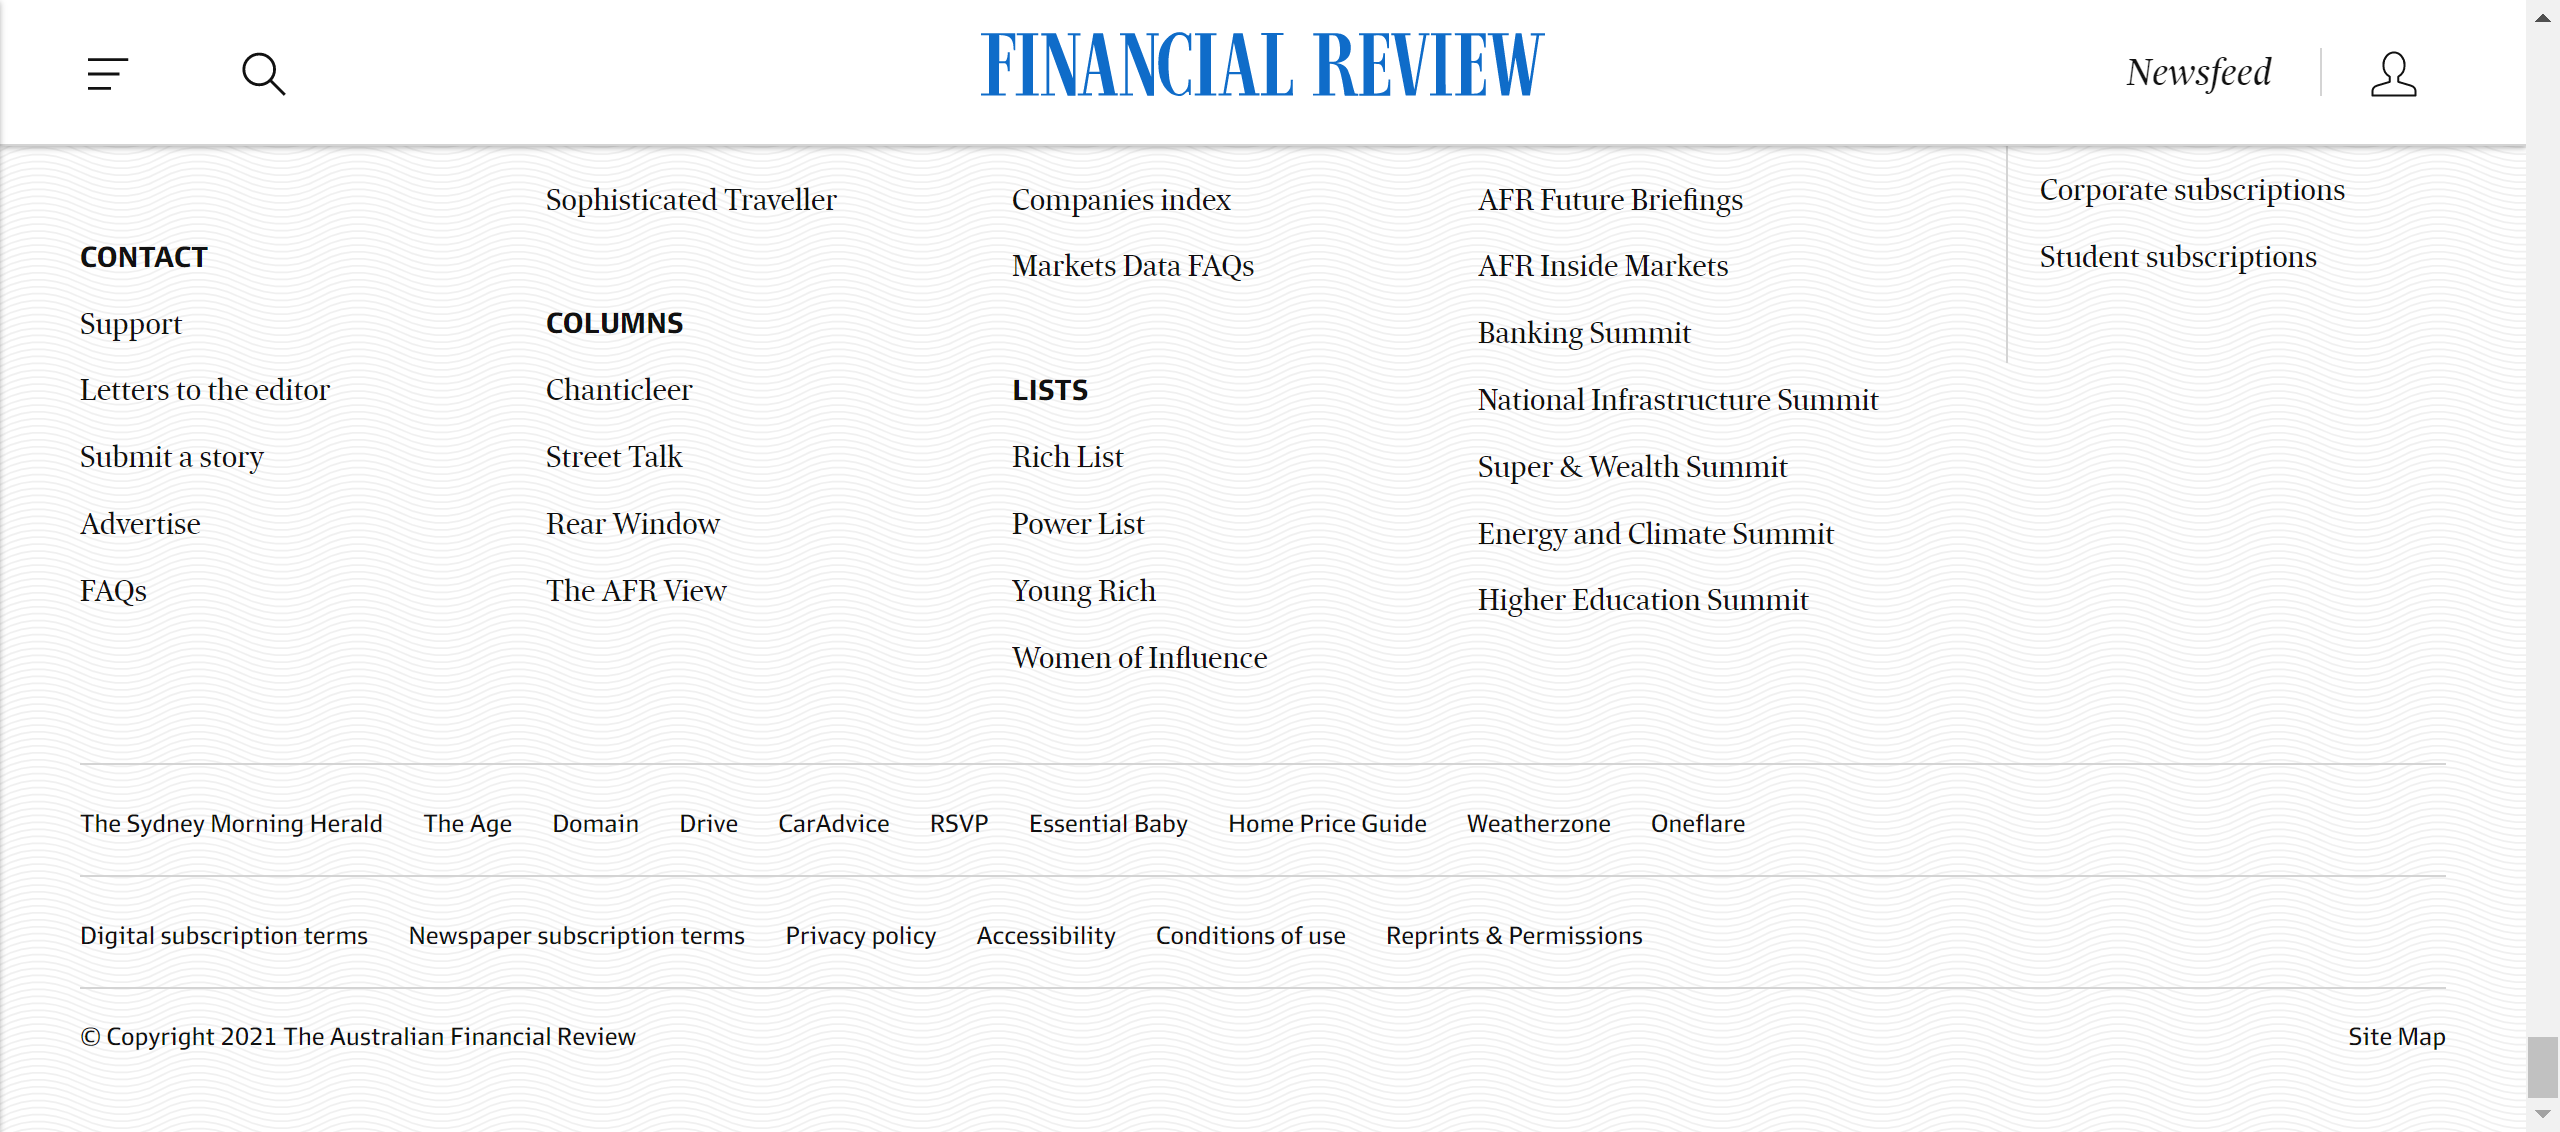 FINANCIAL REVIEW
Newsfeed
CONTACT
Support
Letters to the editor
Submit a story
Advertise
FAQs
Sophisticated Traveller
COLUMNS
Chanticleer
Street Talk
Rear Window
The AFR View
Companies index
Markets Data FAQs
LISTS
Rich List
Power List
Young Rich
Women of Influence
AFR Future Briefings
AFR Inside Markets
Banking Summit
National Infrastructure Summit
Super & Wealth Summit
Energy and Climate Summit
Higher Education Summit
Corporate subscriptions
Student subscriptions
The Sydney Morning Herald The Age Domain Drive CarAdvice RSVP Essential Baby Home Price Guide Weatherzone Oneflare
Digital subscription terms Newspaper subscription terms Privacy policy Accessibility Conditions of use Reprints & Permissions
© Copyright 2021 The Australian Financial Review Site Map